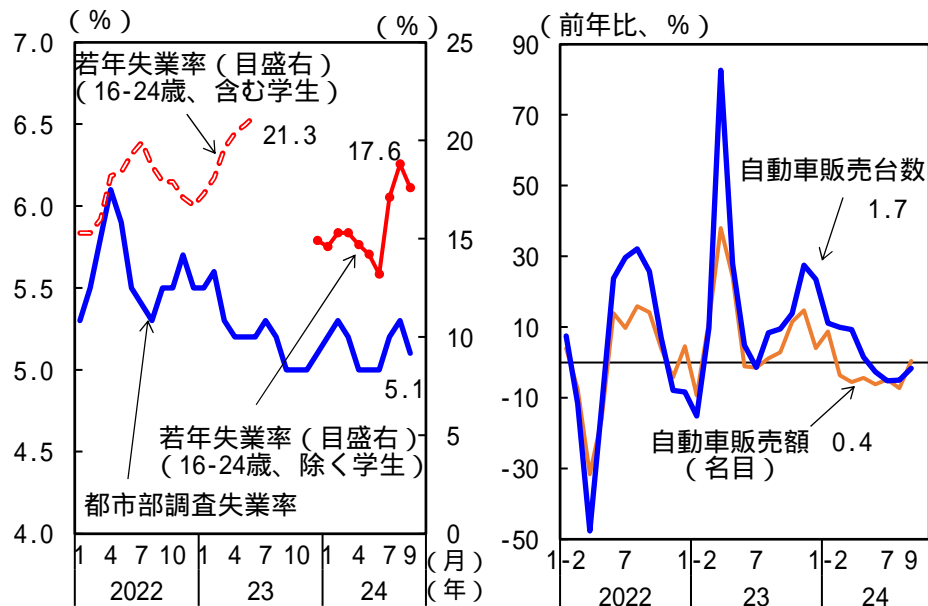 (％)
(％)
7.0
6.5
6.0
5.5
5.0
4.5
4.0
25
20
15
10
5
0
若年失業率（目盛右）
（16-24歳、含む学生）
21.3
17.6
5.1
若年失業率（目盛右）
（16-24歳、除く学生）
都市部調査失業率
1 4 7 10 1 4 7 10 1 4 7 9 (月)
2022 23 24 (年)
（前年比、％）
90
70
50
30
10
-10
-30
-50
自動車販売台数
1.7
自動車販売額
（名目）
0.4
1-2 7 1-2 7 1-2 7 9
2022 23 24